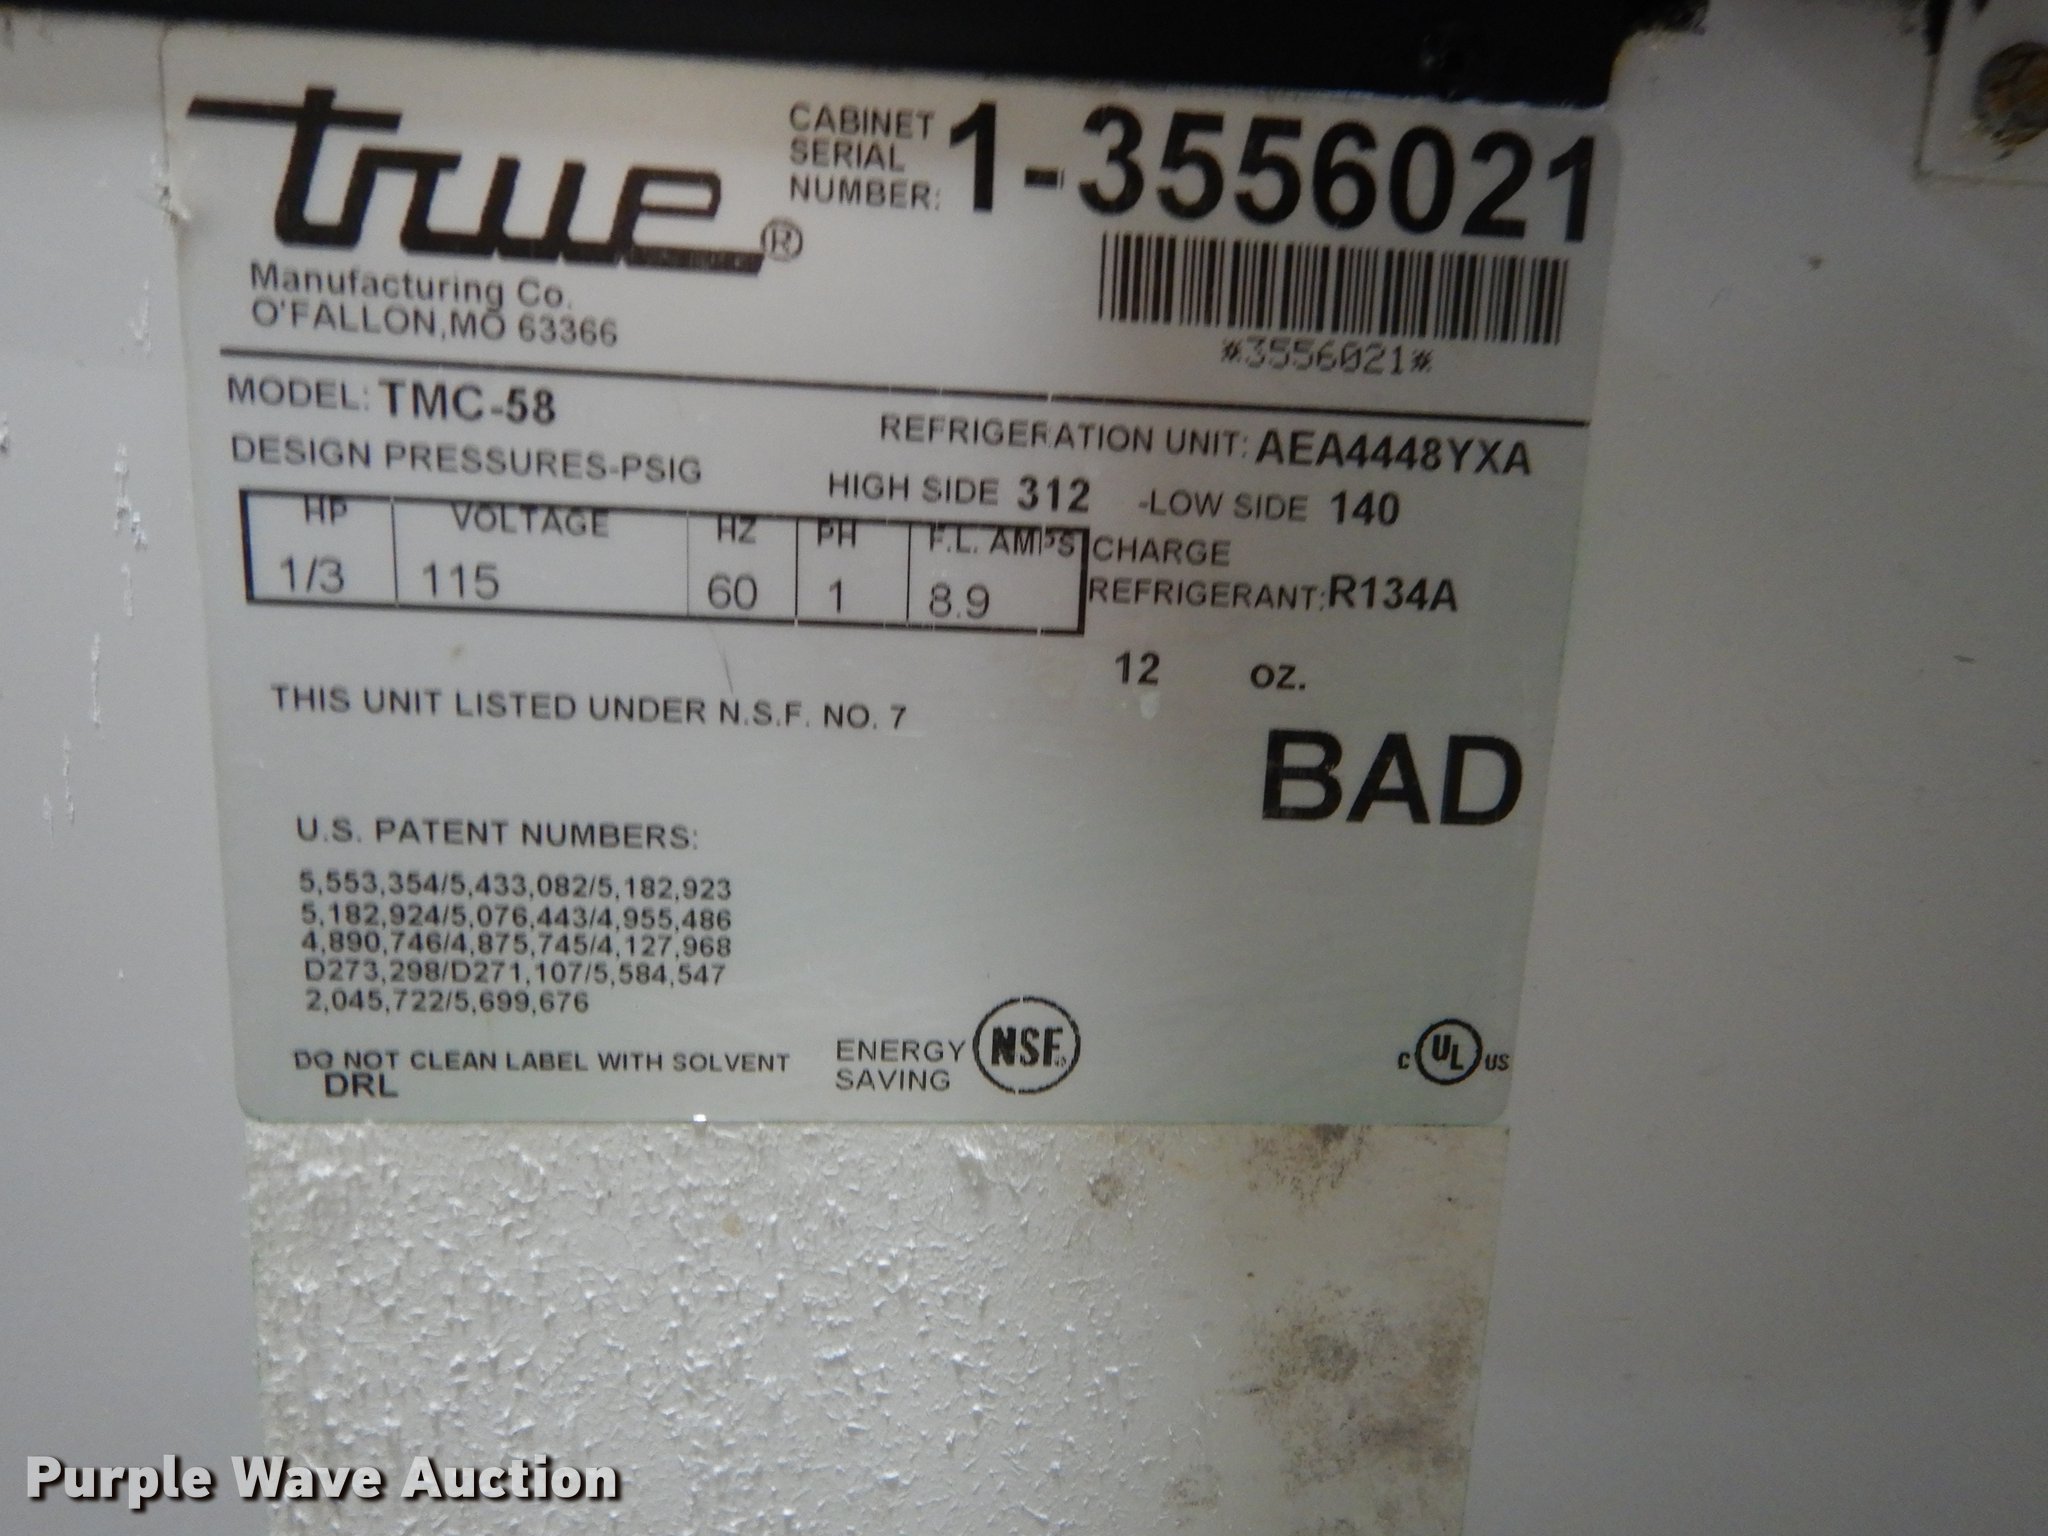 true®
Manufacturing Co.
O'FALLON,MO 63366
CABINET
SERIAL
NUMBER: 1-3556021
*3556021*
MODEL: TMC-58
REFRIGERATION UNIT: AEA4448YXA
DESIGN PRESSURES-PSIG
HIGH SIDE 312 -LOW SIDE 140
HP VOLTAGE HZ PH F.L. AMPS
1/3 115 60 1 8.9
CHARGE
REFRIGERANT: R134A
12 oz.
THIS UNIT LISTED UNDER N.S.F. NO. 7
BAD
U.S. PATENT NUMBERS:
5,553,354/5,433,082/5,182,923
5,182,924/5,076,443/4,955,486
4,890,746/4,875,745/4,127,968
D273,298/D271,107/5,584,547
2,045,722/5,699,676
DO NOT CLEAN LABEL WITH SOLVENT
DRL
ENERGY
SAVING
NSF
C UL US
Purple Wave Auction